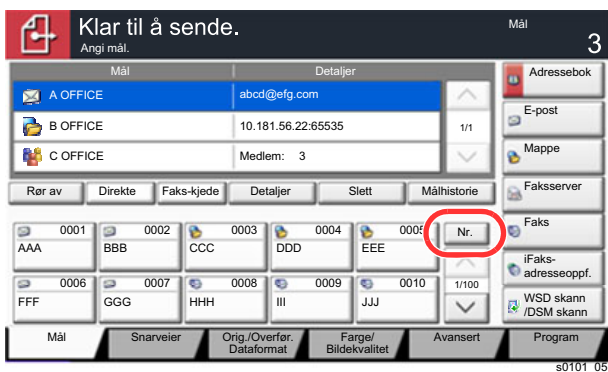 Klar til å sende.
Angi mål.
Mål
3
Mål Detaljer
A OFFICE abcd@efg.com
B OFFICE 10.181.56.22:65535
1/1
C OFFICE Medlem: 3
Rør av Direkte Faks-kjede Detaljer Slett Målhistorie
0001 0002 0003 0004 0005
AAA BBB CCC DDD EEE
Nr.
0006 0007 0008 0009 0010
FFF GGG HHH III JJJ
1/100
Adressebok
E-post
Mappe
Faksserver
Faks
iFaks-
adresseoppf.
WSD skann
/DSM skann
Mål Snarveier Orig./Overfør. Farge/ Avansert Program
Dataformat Bildekvalitet
s0101_05